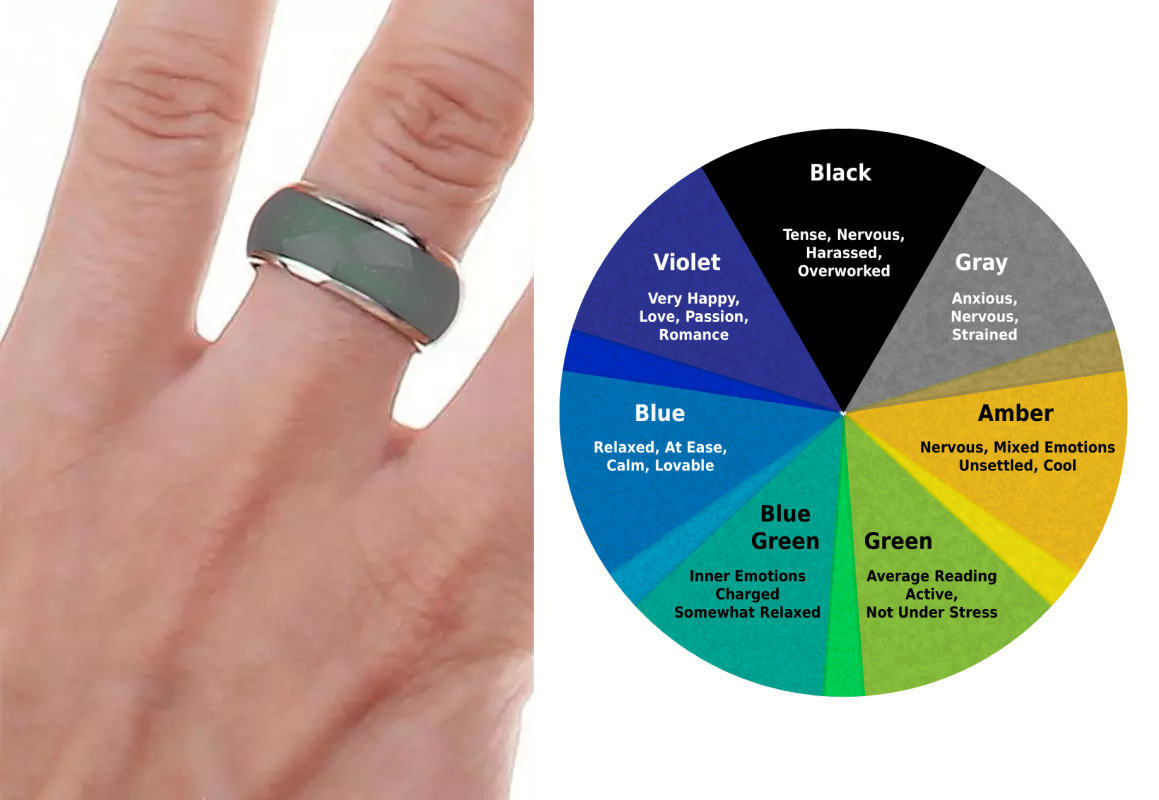 Black
Tense, Nervous,
Harassed,
Overworked
Gray
Anxious,
Nervous,
Strained
Amber
Nervous, Mixed Emotions
Unsettled, Cool
Green
Average Reading
Active,
Not Under Stress
Blue
Green
Inner Emotions
Charged
Somewhat Relaxed
Blue
Relaxed, At Ease,
Calm, Lovable
Violet
Very Happy,
Love, Passion,
Romance